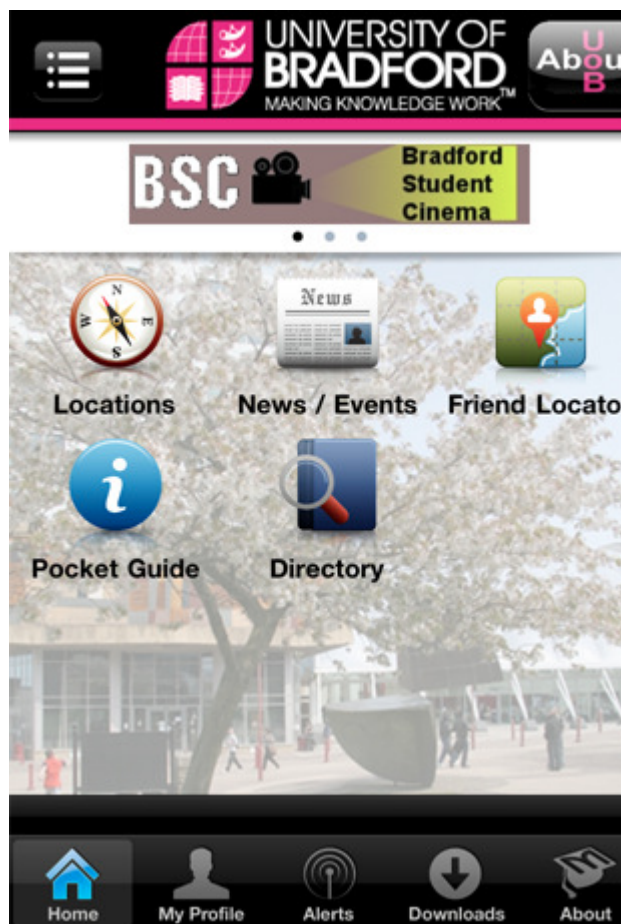 UNIVERSITY OF
BRADFORD
MAKING KNOWLEDGE WORK™
Abou
UoB
BSC
Bradford
Student
Cinema
N
W E
S
News
Locations
News / Events
Friend Locato
i
Pocket Guide
Directory
Home
My Profile
Alerts
Downloads
About